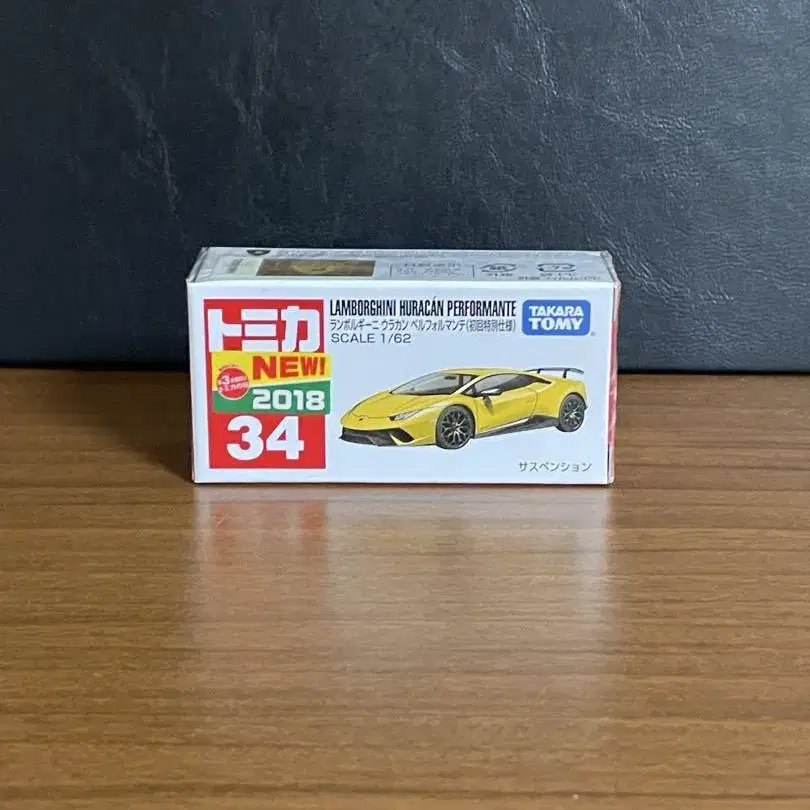 トミカ
NEW!
2018
34
LAMBORGHINI HURACÁN PERFORMANTE
ランボルギーニ ウラカン ペルフォルマンテ(初回特別仕様)
SCALE 1/62
TAKARA
TOMY
サスペンション